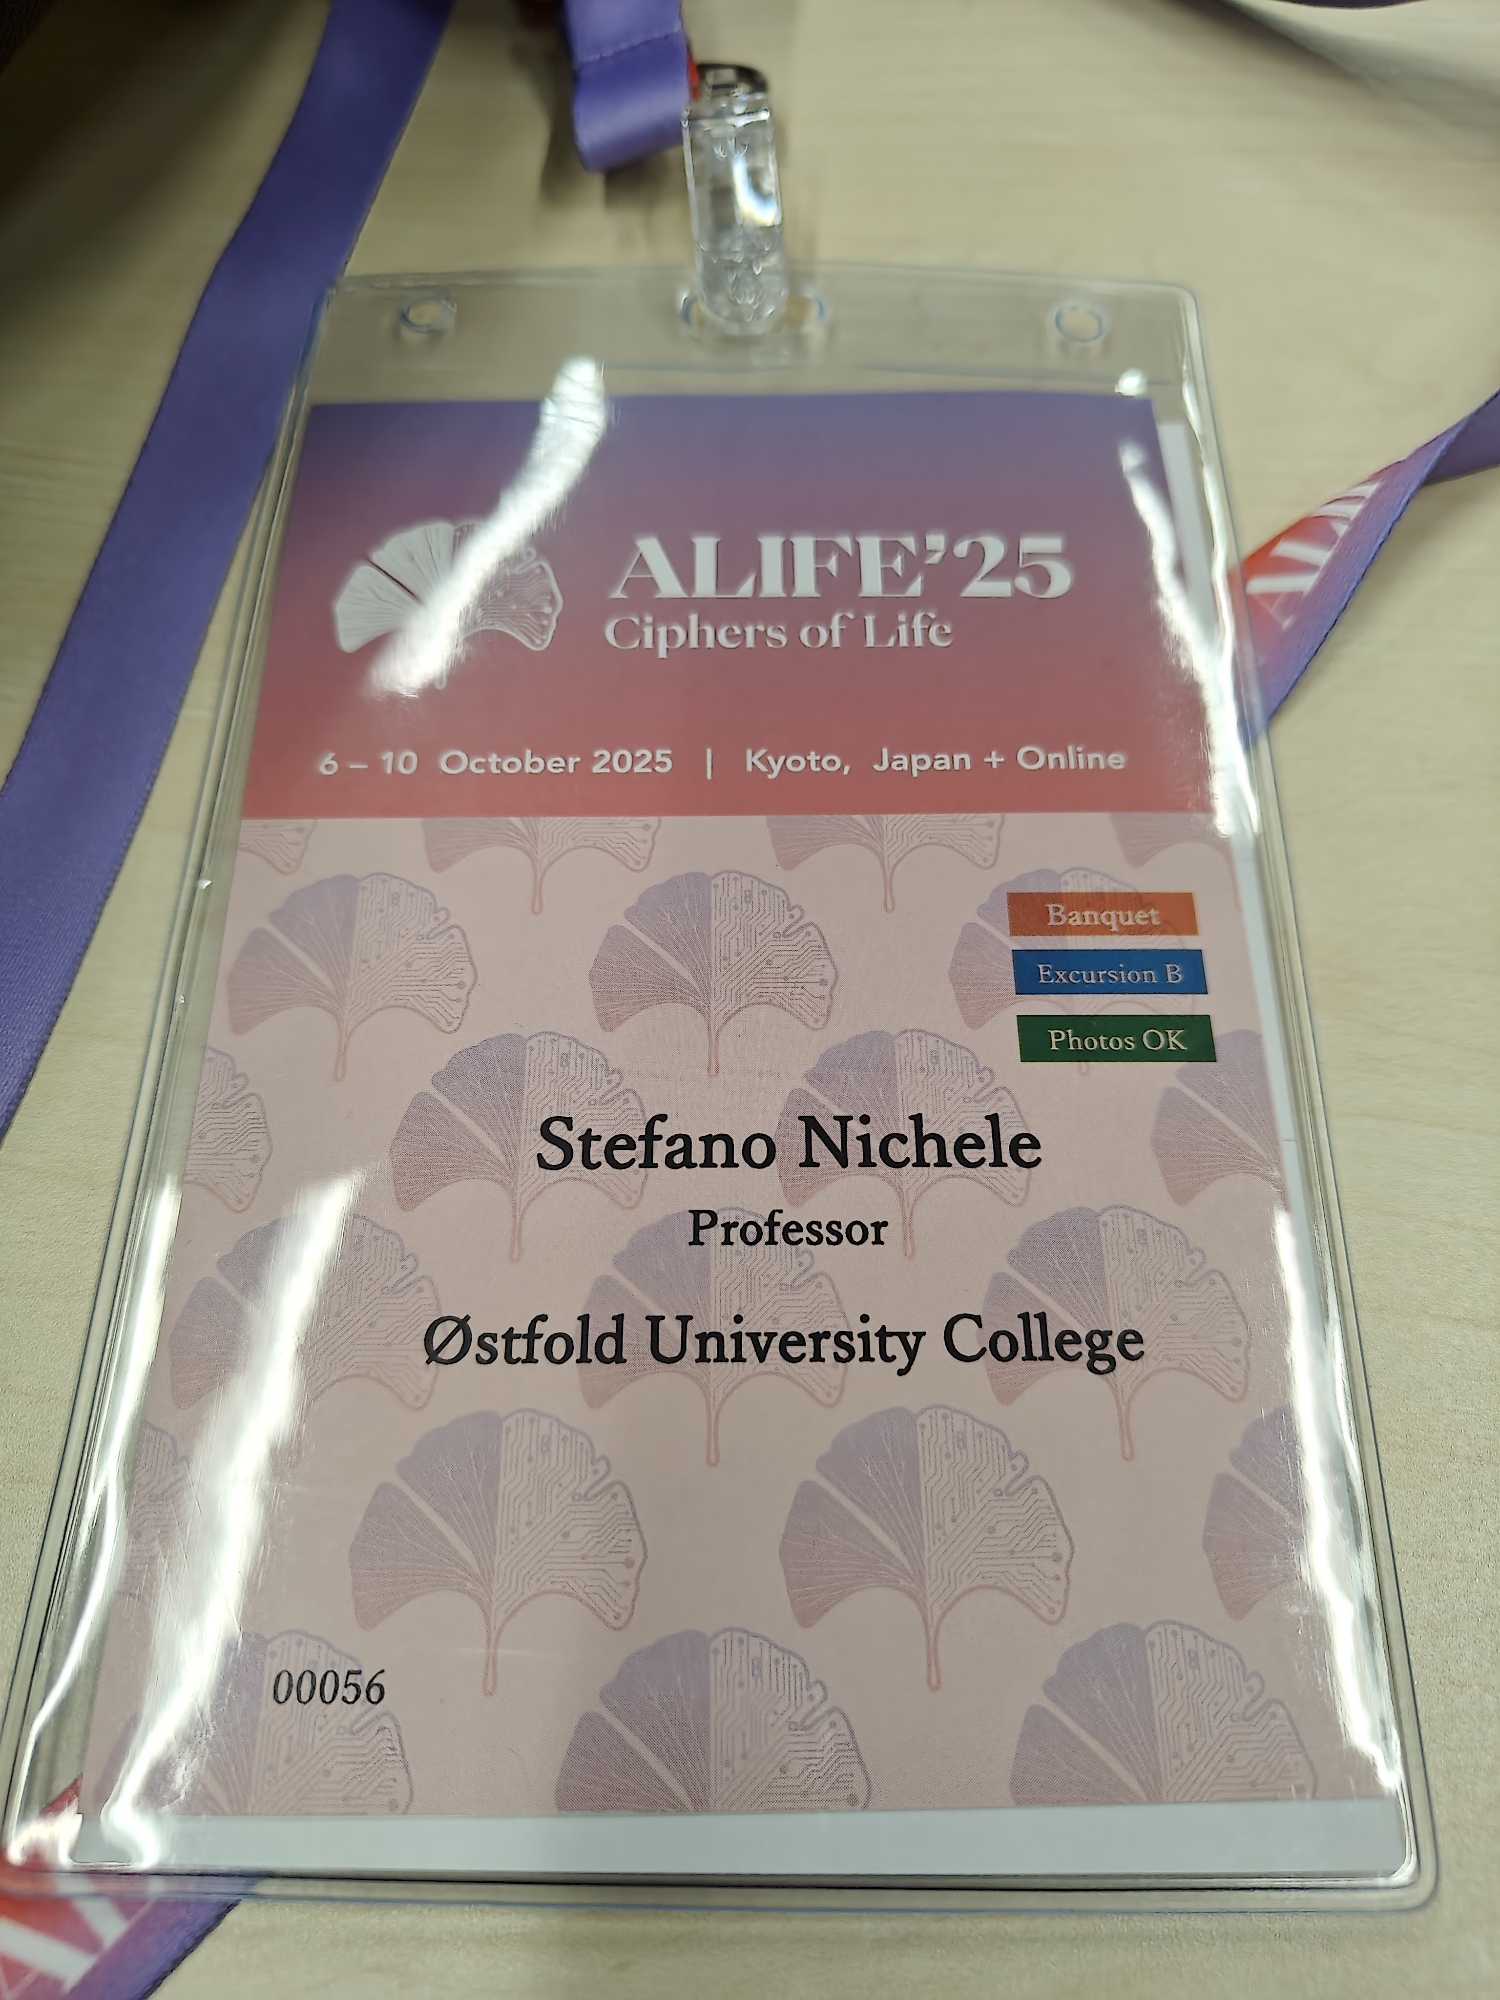 ALIFE'25
Ciphers of Life
6 – 10 October 2025 | Kyoto, Japan + Online
Banquet
Excursion B
Photos OK
Stefano Nichele
Professor
Østfold University College
00056